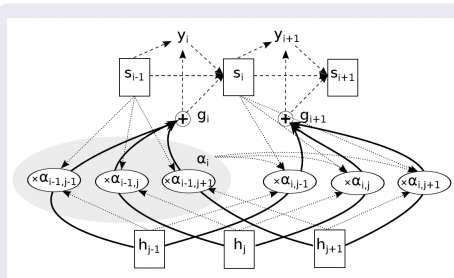 y_i y_{i+1}
s_{i-1} s_i s_{i+1}
+ g_i + g_{i+1}
α_i
×α_{i-1,j-1} ×α_{i-1,j} ×α_{i-1,j+1} ×α_{i,j-1} ×α_{i,j} ×α_{i,j+1}
h_{j-1} h_j h_{j+1}